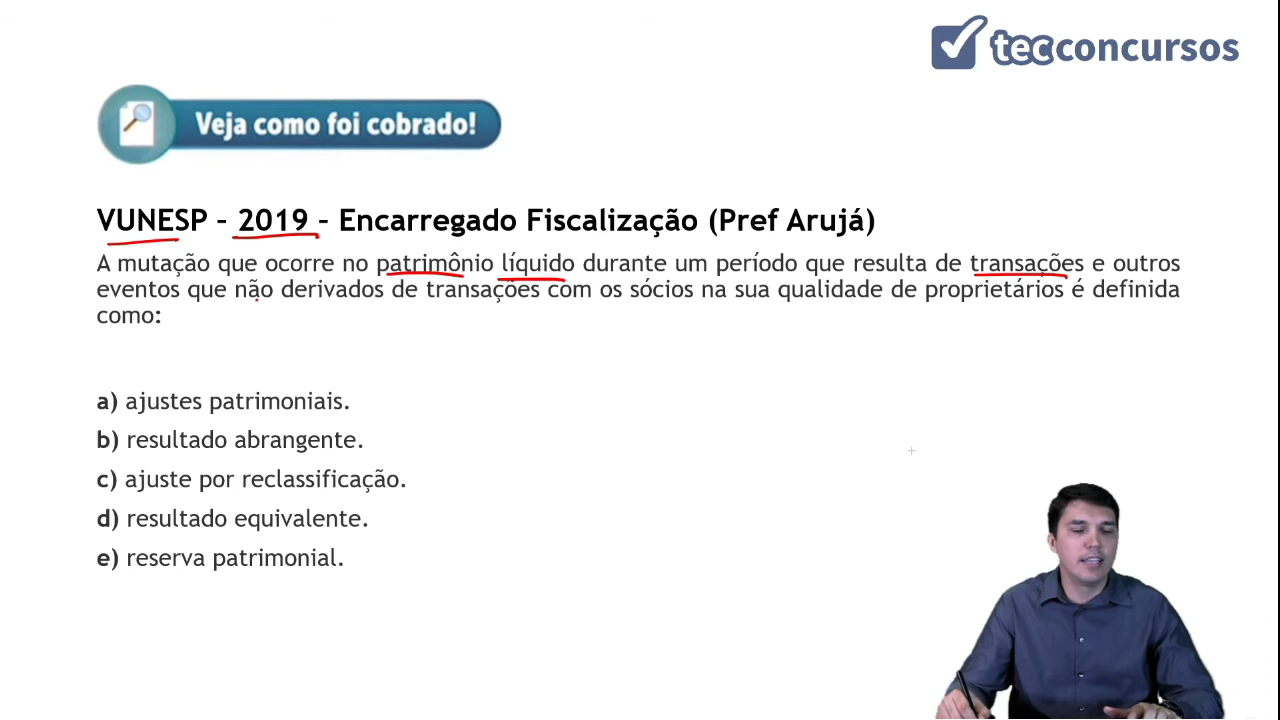 tecconcursos
Veja como foi cobrado!
VUNESP – 2019 – Encarregado Fiscalização (Pref Arujá)
A mutação que ocorre no patrimônio líquido durante um período que resulta de transações e outros
eventos que não derivados de transações com os sócios na sua qualidade de proprietários é definida
como:
a) ajustes patrimoniais.
b) resultado abrangente.
c) ajuste por reclassificação.
d) resultado equivalente.
e) reserva patrimonial.